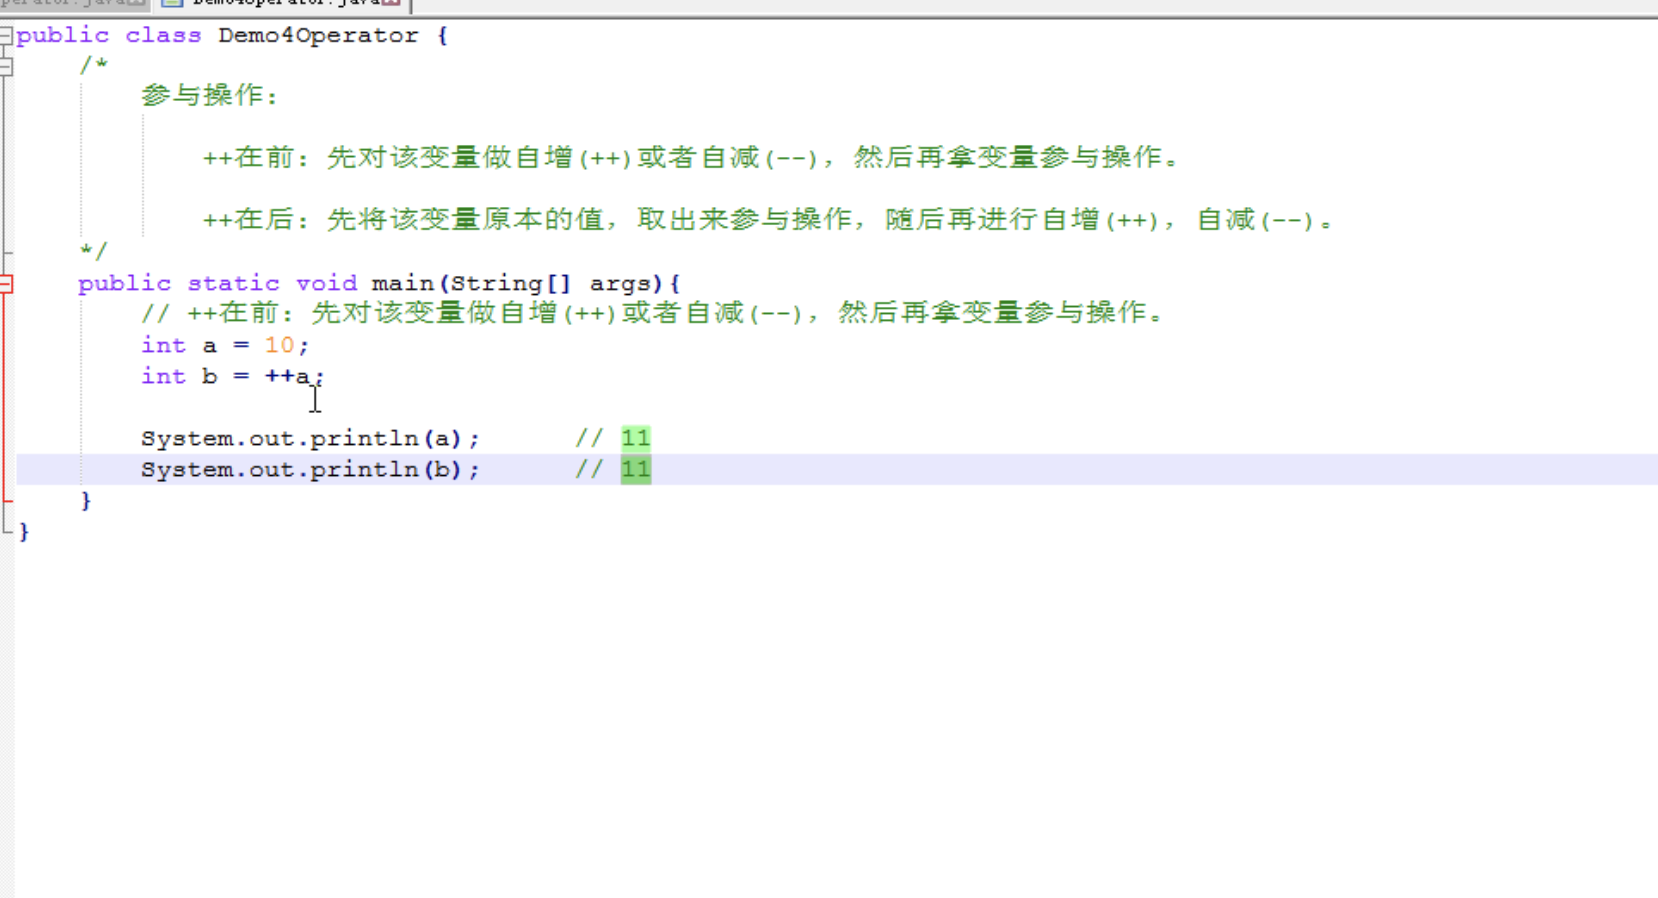 public class Demo4Operator {
/*
参与操作：
++在前：先对该变量做自增(++)或者自减(--)，然后再拿变量参与操作。
++在后：先将该变量原本的值，取出来参与操作，随后再进行自增(++)，自减(--)。
*/
public static void main(String[] args){
// ++在前：先对该变量做自增(++)或者自减(--)，然后再拿变量参与操作。
int a = 10;
int b = ++a;
System.out.println(a); // 11
System.out.println(b); // 11
}
}